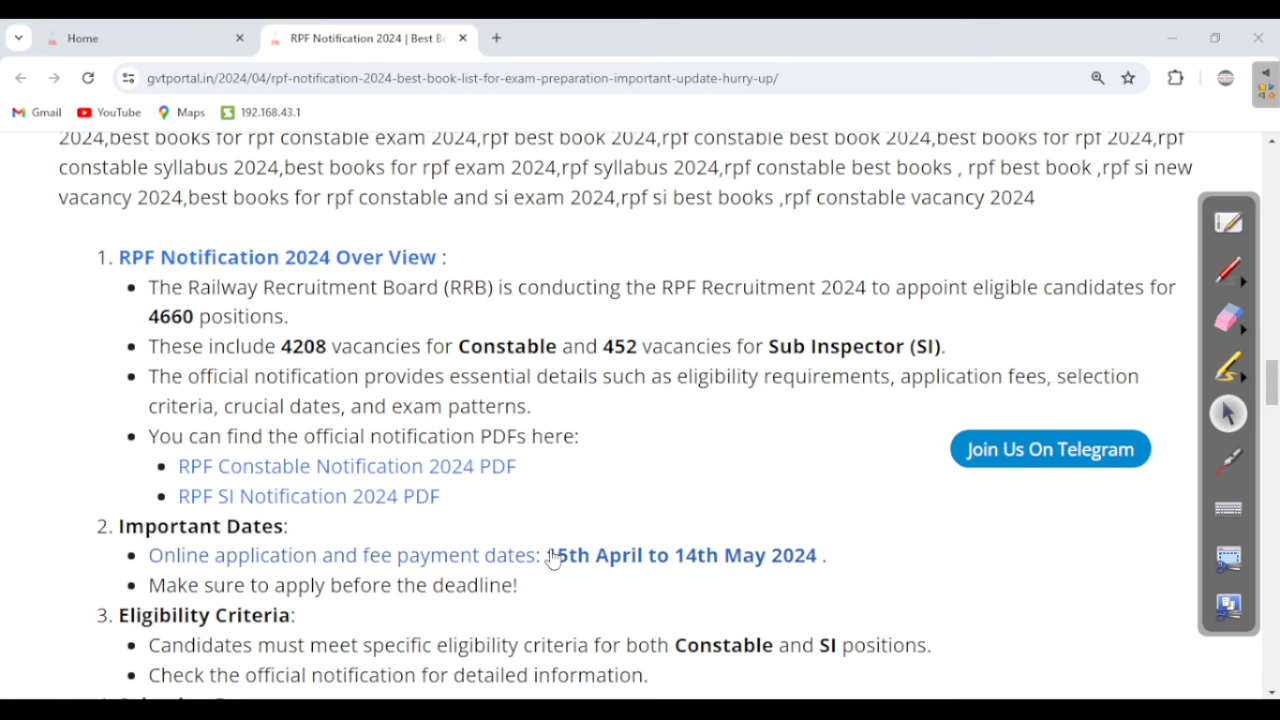 Home
RPF Notification 2024 | Best B
gvtportal.in/2024/04/rpf-notification-2024-best-book-list-for-exam-preparation-important-update-hurry-up/
Gmail YouTube Maps 192.168.43.1
2024,best books for rpf constable exam 2024,rpf best book 2024,rpf constable best book 2024,best books for rpf 2024,rpf
constable syllabus 2024,best books for rpf exam 2024,rpf syllabus 2024,rpf constable best books , rpf best book ,rpf si new
vacancy 2024,best books for rpf constable and si exam 2024,rpf si best books ,rpf constable vacancy 2024
1. RPF Notification 2024 Over View :
• The Railway Recruitment Board (RRB) is conducting the RPF Recruitment 2024 to appoint eligible candidates for
4660 positions.
• These include 4208 vacancies for Constable and 452 vacancies for Sub Inspector (SI).
• The official notification provides essential details such as eligibility requirements, application fees, selection
criteria, crucial dates, and exam patterns.
• You can find the official notification PDFs here:
Join Us On Telegram
• RPF Constable Notification 2024 PDF
• RPF SI Notification 2024 PDF
2. Important Dates:
• Online application and fee payment dates: 15th April to 14th May 2024 .
• Make sure to apply before the deadline!
3. Eligibility Criteria:
• Candidates must meet specific eligibility criteria for both Constable and SI positions.
• Check the official notification for detailed information.